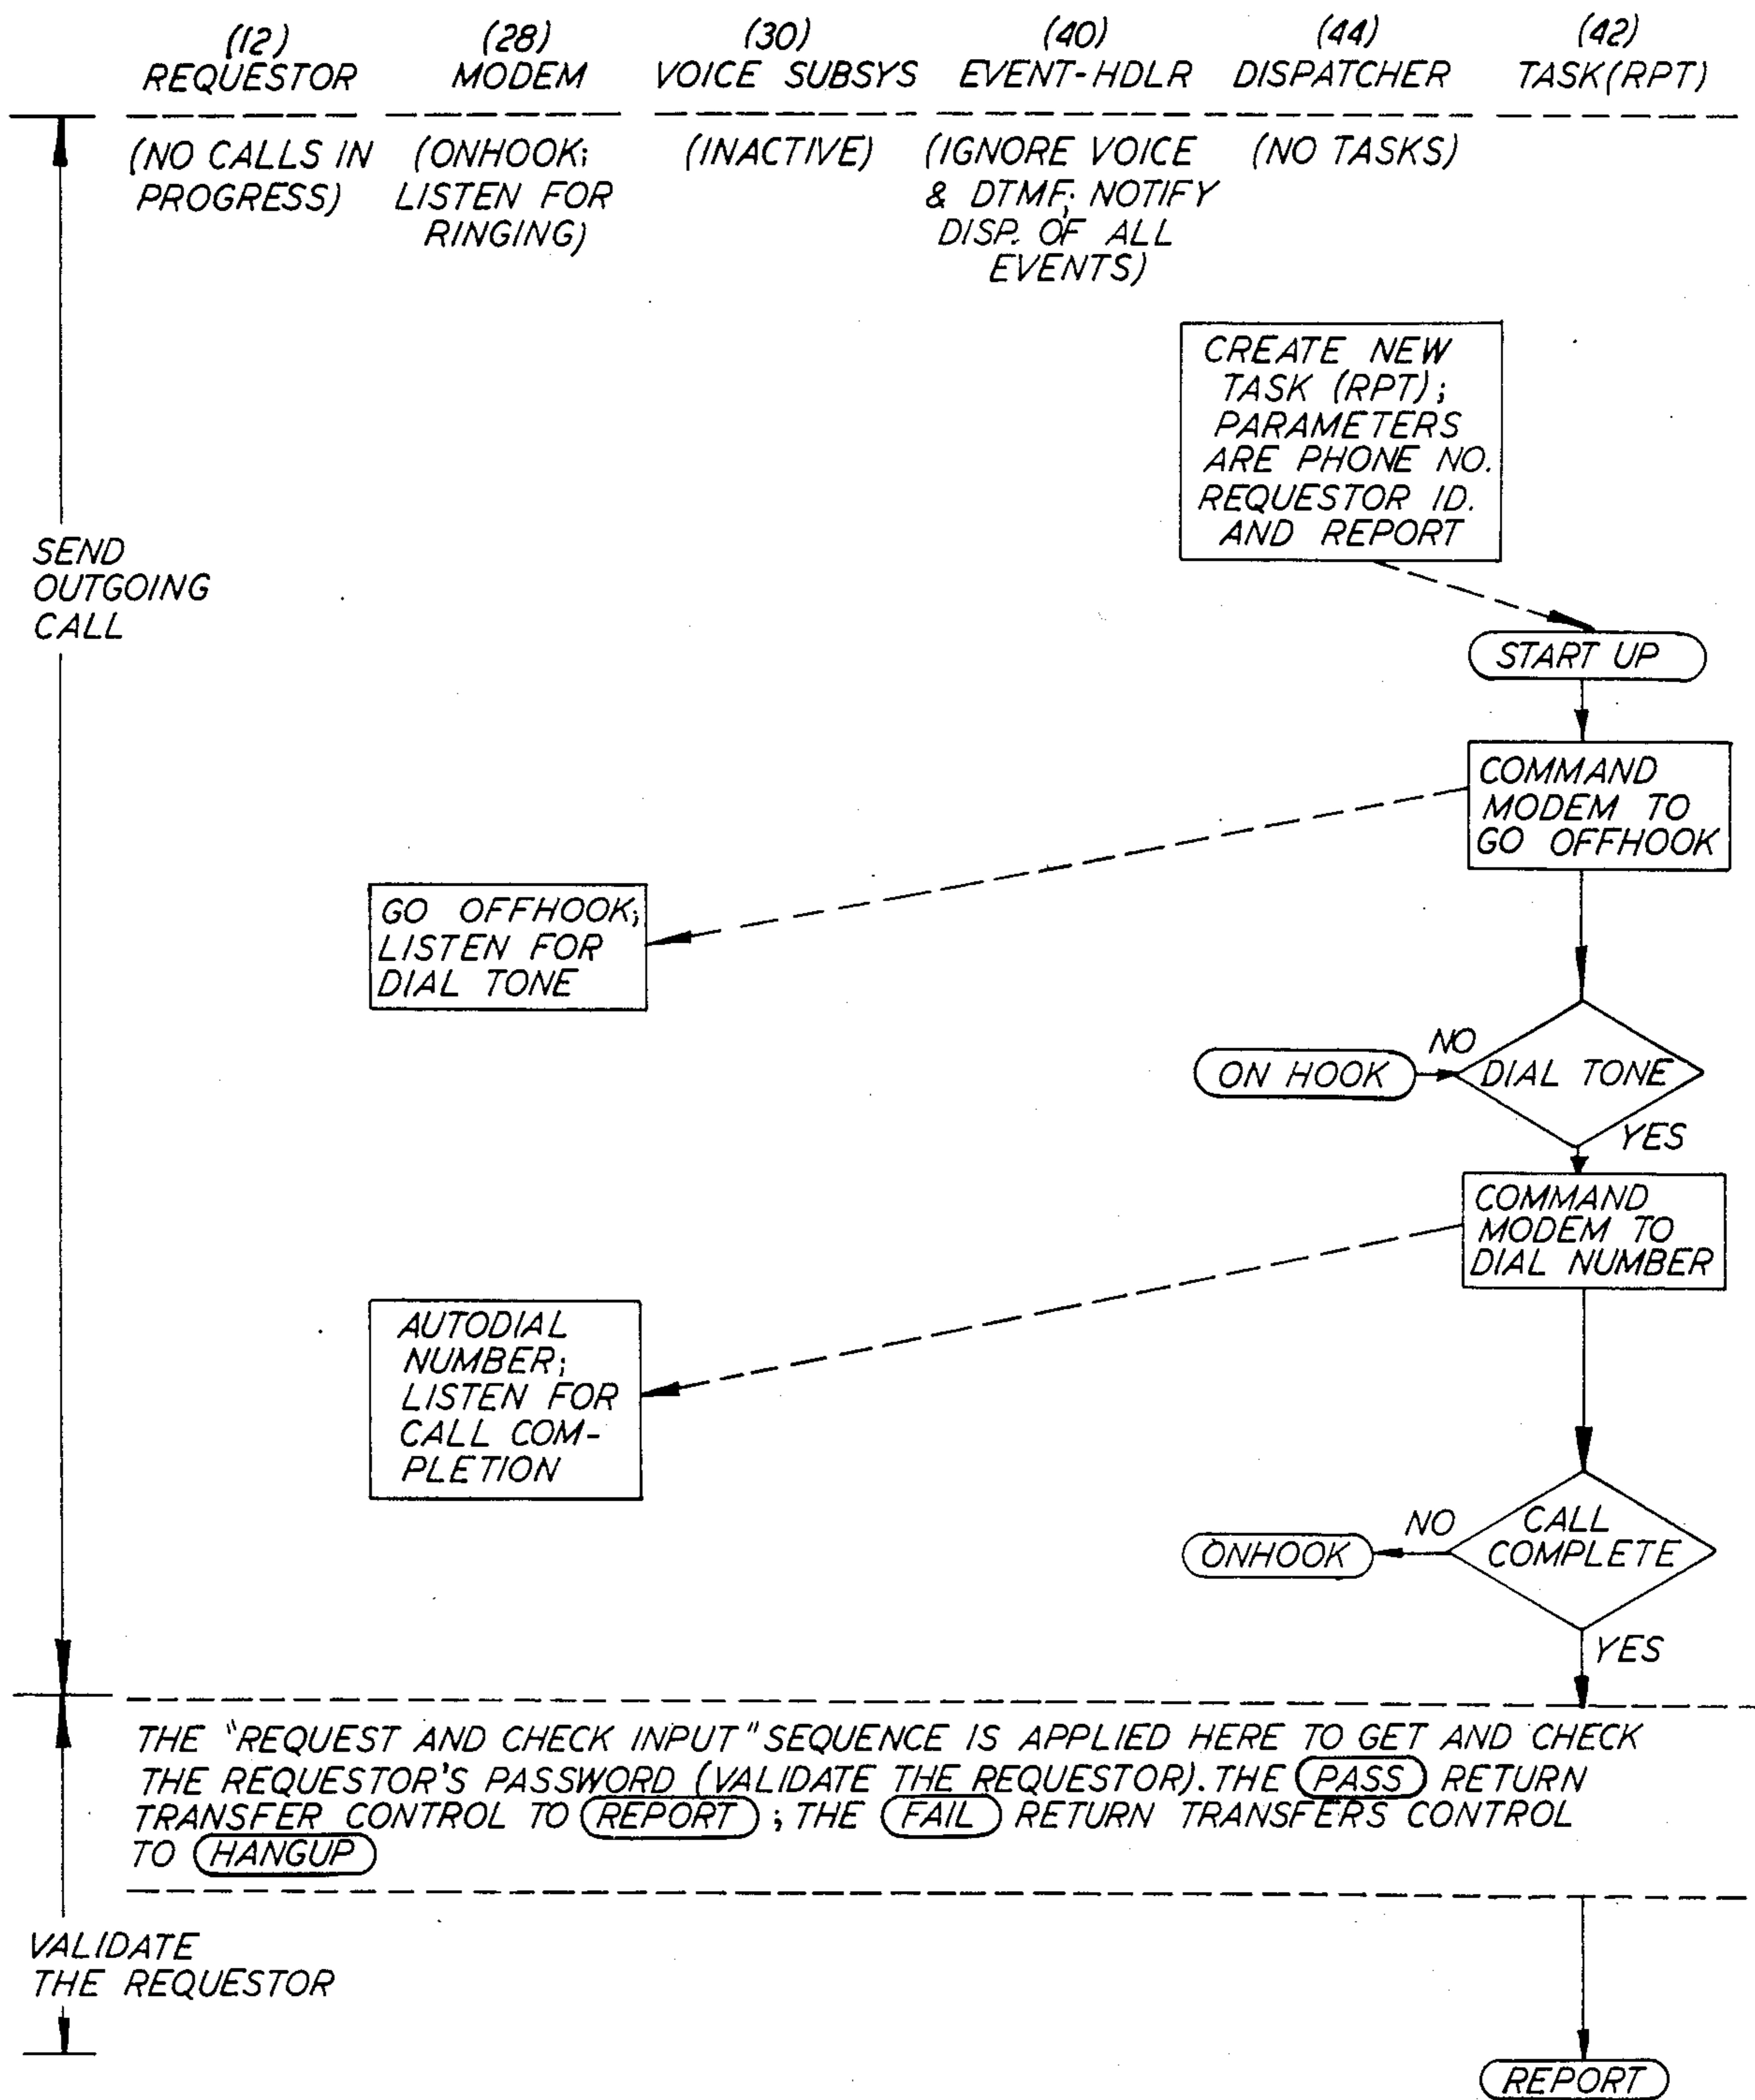 (12) (28) (30) (40) (44) (42)
REQUESTOR MODEM VOICE SUBSYS EVENT-HDLR DISPATCHER TASK(RPT)
(NO CALLS IN
PROGRESS)
(ONHOOK;
LISTEN FOR
RINGING)
(INACTIVE)
(IGNORE VOICE
& DTMF; NOTIFY
DISP. OF ALL
EVENTS)
(NO TASKS)
CREATE NEW
TASK (RPT);
PARAMETERS
ARE PHONE NO.
REQUESTOR ID.
AND REPORT
SEND
OUTGOING
CALL
START UP
COMMAND
MODEM TO
GO OFFHOOK
GO OFFHOOK;
LISTEN FOR
DIAL TONE
ON HOOK
NO
DIAL TONE
YES
COMMAND
MODEM TO
DIAL NUMBER
AUTODIAL
NUMBER;
LISTEN FOR
CALL COM-
PLETION
ONHOOK
NO
CALL
COMPLETE
YES
THE "REQUEST AND CHECK INPUT" SEQUENCE IS APPLIED HERE TO GET AND CHECK
THE REQUESTOR'S PASSWORD (VALIDATE THE REQUESTOR). THE PASS RETURN
TRANSFER CONTROL TO REPORT ; THE FAIL RETURN TRANSFERS CONTROL
TO HANGUP
VALIDATE
THE REQUESTOR
REPORT